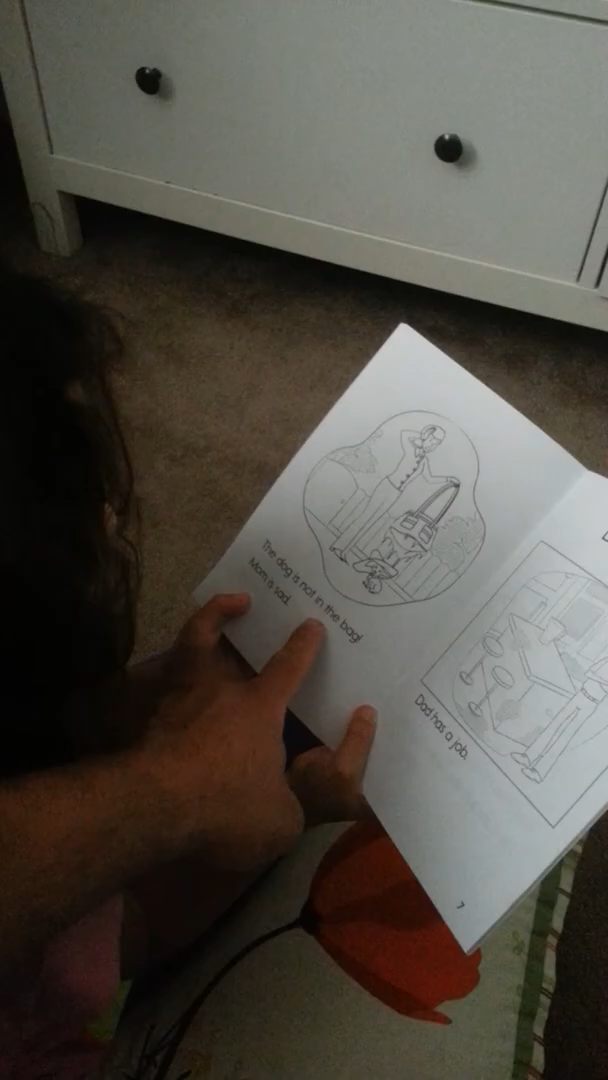 The dog is not in the bag!
Mom is sad.
Dad has a job.
7